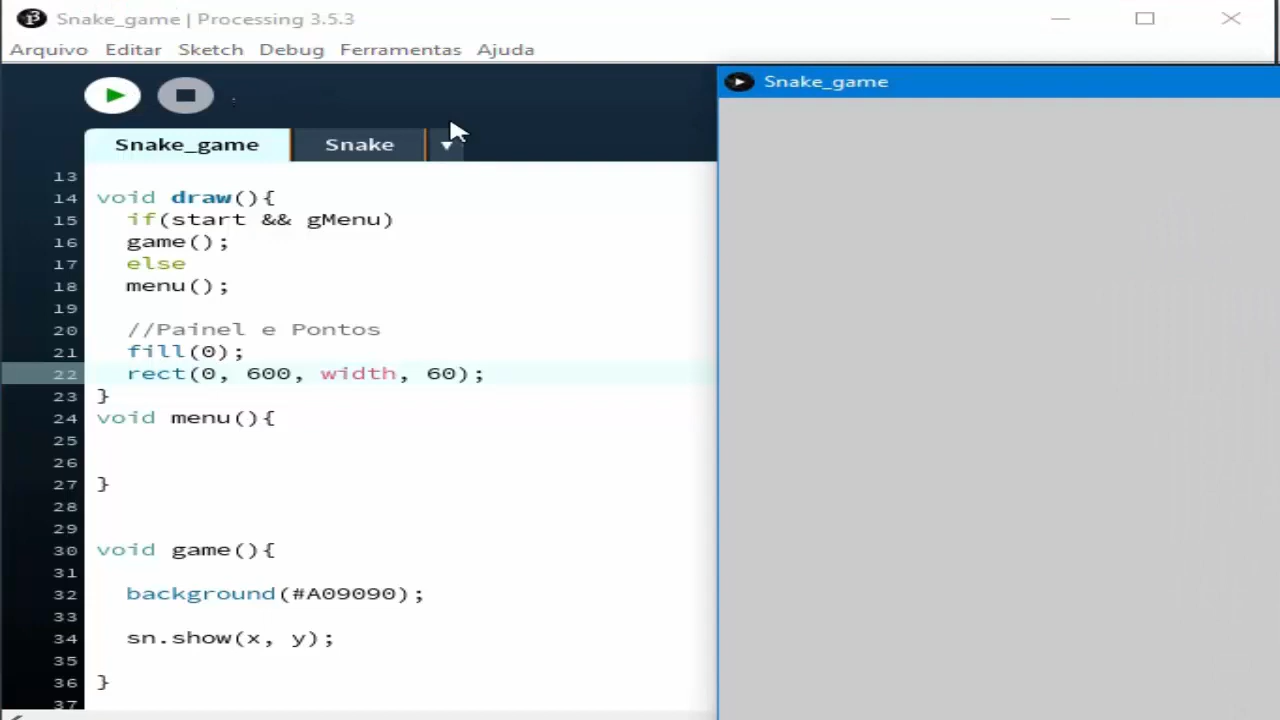 Snake_game | Processing 3.5.3
Arquivo Editar Sketch Debug Ferramentas Ajuda
Snake_game
Snake_game Snake
13
14 void draw(){
15 if(start && gMenu)
16 game();
17 else
18 menu();
19
20 //Painel e Pontos
21 fill(0);
22 rect(0, 600, width, 60);
23 }
24 void menu(){
25
26
27 }
28
29
30 void game(){
31
32 background(#A09090);
33
34 sn.show(x, y);
35
36 }
37